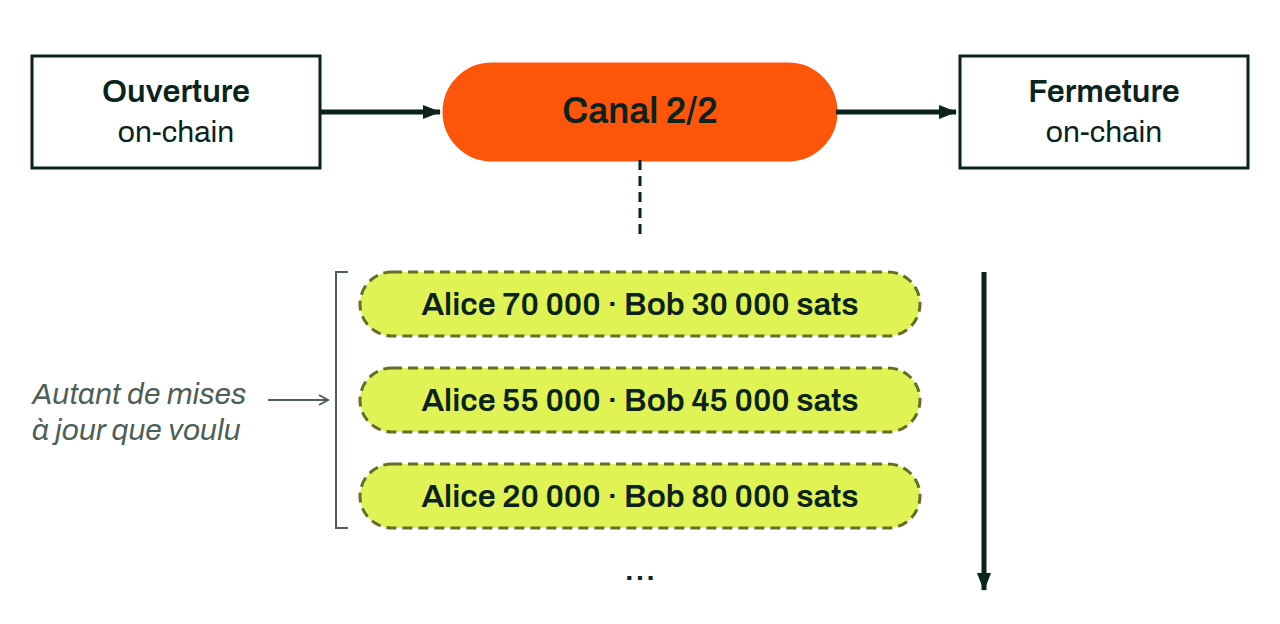 Ouverture
on-chain
Canal 2/2
Fermeture
on-chain
Alice 70 000 · Bob 30 000 sats
Autant de mises
à jour que voulu
Alice 55 000 · Bob 45 000 sats
Alice 20 000 · Bob 80 000 sats
...